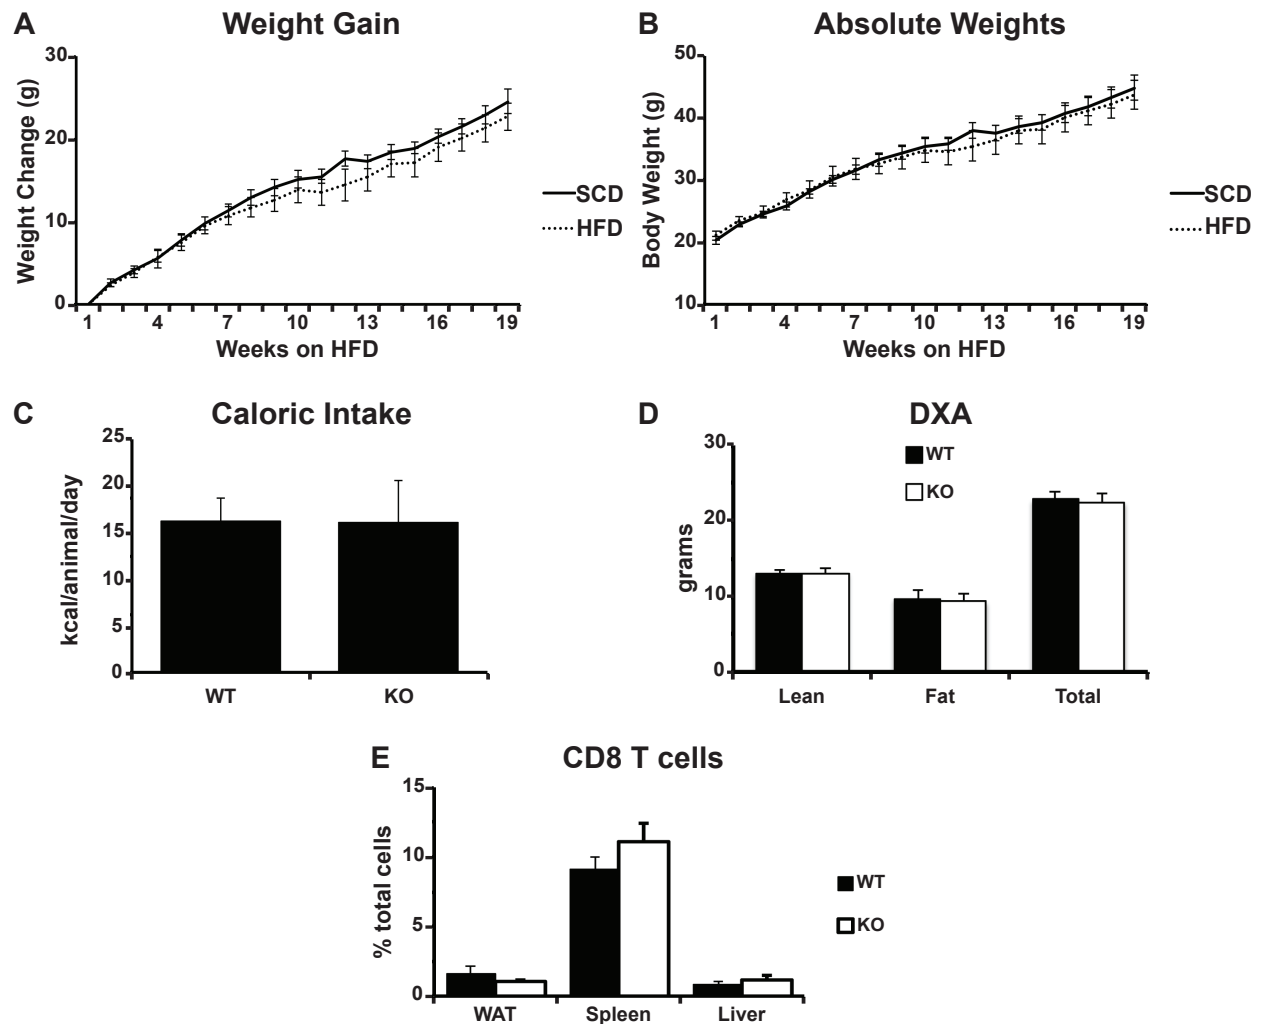 A Weight Gain
30
20
10
0
Weight Change (g)
1 4 7 10 13 16 19
Weeks on HFD
SCD
HFD
B Absolute Weights
50
40
30
20
10
Body Weight (g)
1 4 7 10 13 16 19
Weeks on HFD
SCD
HFD
C Caloric Intake
25
20
15
10
5
0
kcal/animal/day
WT KO
D DXA
30
20
10
0
grams
WT
KO
Lean Fat Total
E CD8 T cells
15
10
5
0
% total cells
WAT Spleen Liver
WT
KO